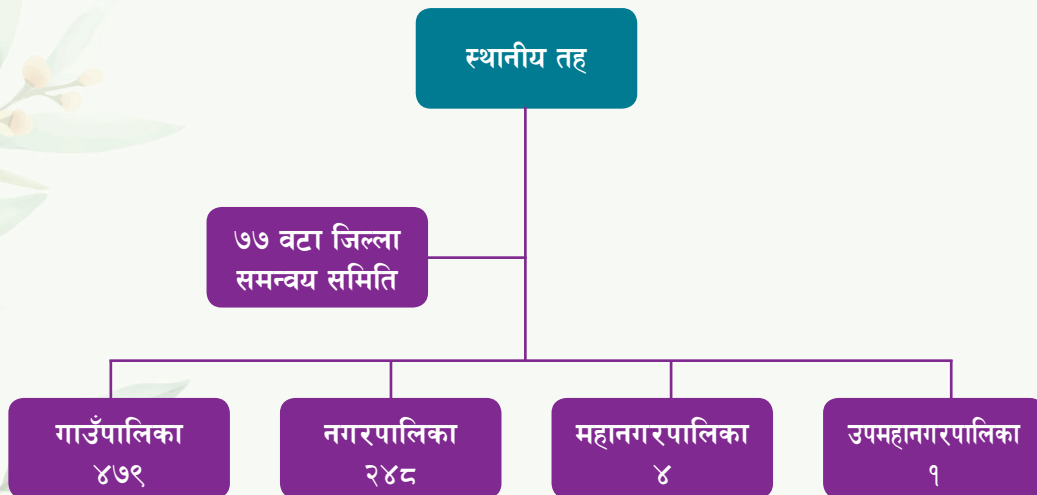 स्थानीय तह
७७ वटा जिल्ला
समन्वय समिति
गाउँपालिका
४७९
नगरपालिका
२४८
महानगरपालिका
४
उपमहानगरपालिका
१